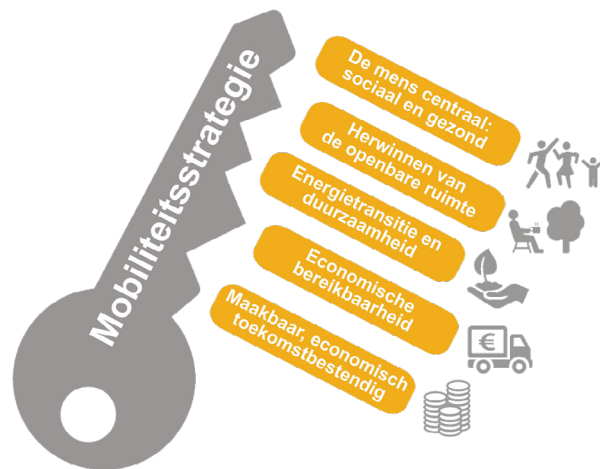 Mobiliteitsstrategie
De mens centraal:
sociaal en gezond
Herwinnen van
de openbare ruimte
Energietransitie en
duurzaamheid
Economische
bereikbaarheid
Maakbaar, economisch
toekomstbestendig
€